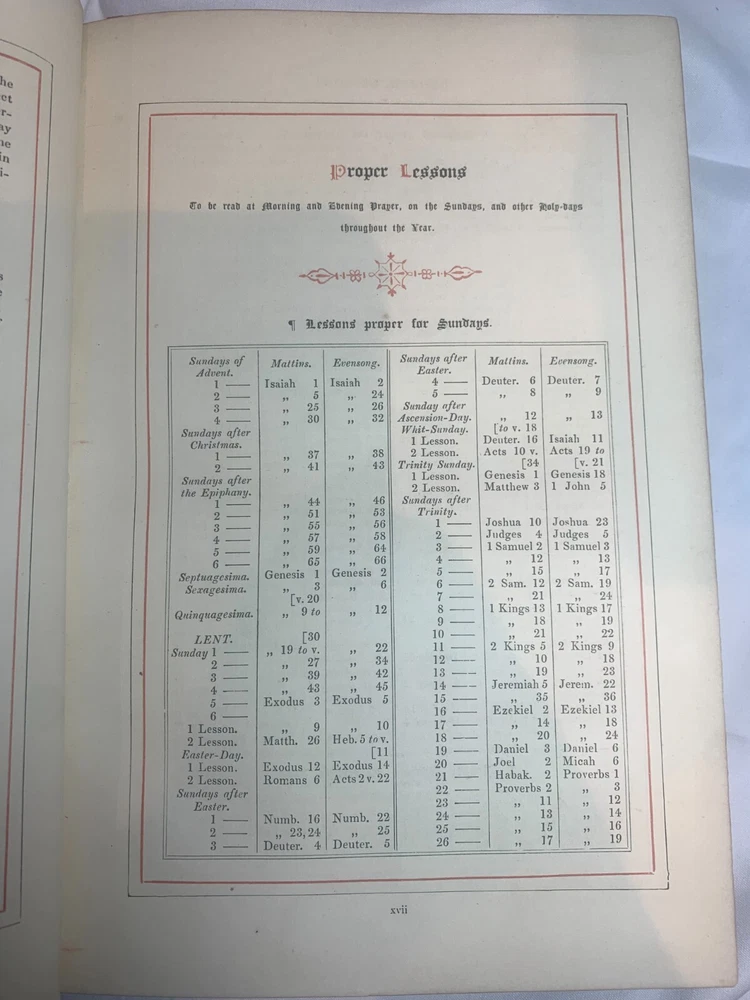 he
et
r-
ay
in
i-
s
Proper Lessons
To be read at Morning and Evening Prayer, on the Sundays, and other Holy-days
throughout the Year.
¶ Lessons proper for Sundays.
Sundays of Mattins. Evensong.
Advent.
1 —— Isaiah 1 Isaiah 2
2 —— „ 5 „ 24
3 —— „ 25 „ 26
4 —— „ 30 „ 32
Sundays after
Christmas.
1 —— „ 37 „ 38
2 —— „ 41 „ 43
Sundays after
the Epiphany.
1 —— „ 44 „ 46
2 —— „ 51 „ 53
3 —— „ 55 „ 56
4 —— „ 57 „ 58
5 —— „ 59 „ 64
6 —— „ 65 „ 66
Septuagesima. Genesis 1 Genesis 2
Sexagesima. „ 3 „ 6
[v. 20
Quinquagesima. „ 9 to „ 12
LENT. [30
Sunday 1 —— „ 19 to v. „ 22
2 —— „ 27 „ 34
3 —— „ 39 „ 42
4 —— „ 43 „ 45
5 —— Exodus 3 Exodus 5
6 ——
1 Lesson. „ 9 „ 10
2 Lesson. Matth. 26 Heb. 5 to v.
Easter-Day. [11
1 Lesson. Exodus 12 Exodus 14
2 Lesson. Romans 6 Acts 2 v. 22
Sundays after
Easter.
1 —— Numb. 16 Numb. 22
2 —— „ 23, 24 „ 25
3 —— Deuter. 4 Deuter. 5
Sundays after Mattins. Evensong.
Easter.
4 —— Deuter. 6 Deuter. 7
5 —— „ 8 „ 9
Sunday after
Ascension-Day. „ 12 „ 13
Whit-Sunday. [to v. 18
1 Lesson. Deuter. 16 Isaiah 11
2 Lesson. Acts 10 v. Acts 19 to
Trinity Sunday. [34 [v. 21
1 Lesson. Genesis 1 Genesis 18
2 Lesson. Matthew 3 1 John 5
Sundays after
Trinity.
1 —— Joshua 10 Joshua 23
2 —— Judges 4 Judges 5
3 —— 1 Samuel 2 1 Samuel 3
4 —— „ 12 „ 13
5 —— „ 15 „ 17
6 —— 2 Sam. 12 2 Sam. 19
7 —— „ 21 „ 24
8 —— 1 Kings 13 1 Kings 17
9 —— „ 18 „ 19
10 —— „ 21 „ 22
11 —— 2 Kings 5 2 Kings 9
12 —— „ 10 „ 18
13 —— „ 19 „ 23
14 —— Jeremiah 5 Jerem. 22
15 —— „ 35 „ 36
16 —— Ezekiel 2 Ezekiel 13
17 —— „ 14 „ 18
18 —— „ 20 „ 24
19 —— Daniel 3 Daniel 6
20 —— Joel 2 Micah 6
21 —— Habak. 2 Proverbs 1
22 —— Proverbs 2 „ 3
23 —— „ 11 „ 12
24 —— „ 13 „ 14
25 —— „ 15 „ 16
26 —— „ 17 „ 19
xvii